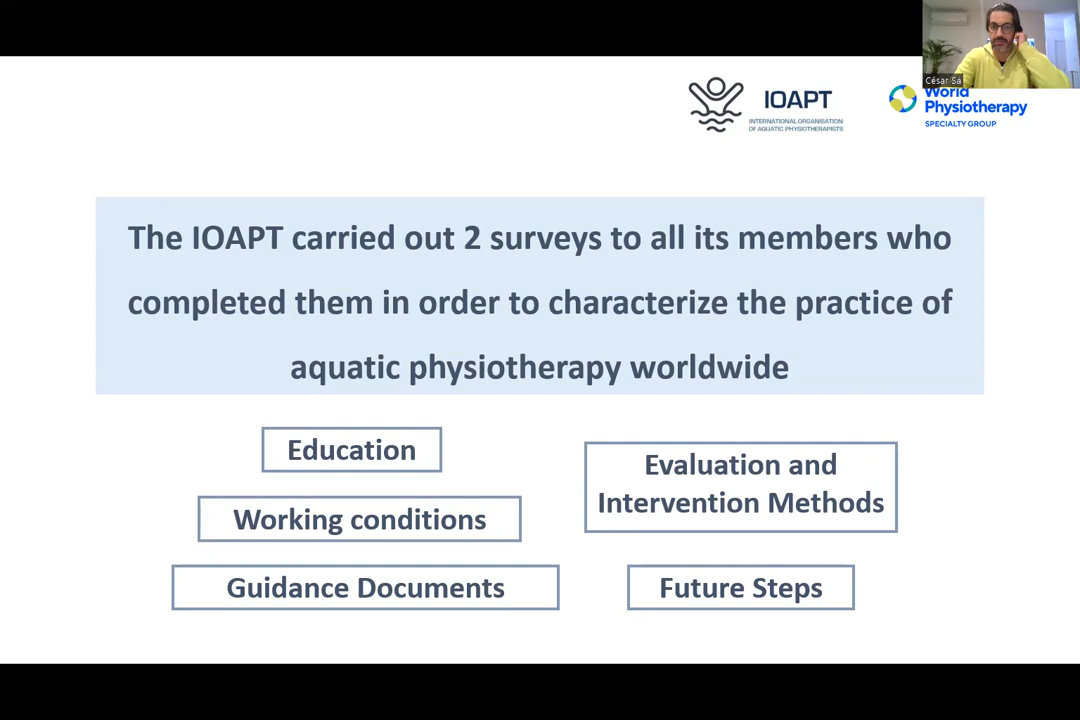 César Sá
IOAPT
INTERNATIONAL ORGANISATION
OF AQUATIC PHYSIOTHERAPISTS
World
Physiotherapy
SPECIALTY GROUP
The IOAPT carried out 2 surveys to all its members who
completed them in order to characterize the practice of
aquatic physiotherapy worldwide
Education
Working conditions
Guidance Documents
Evaluation and
Intervention Methods
Future Steps